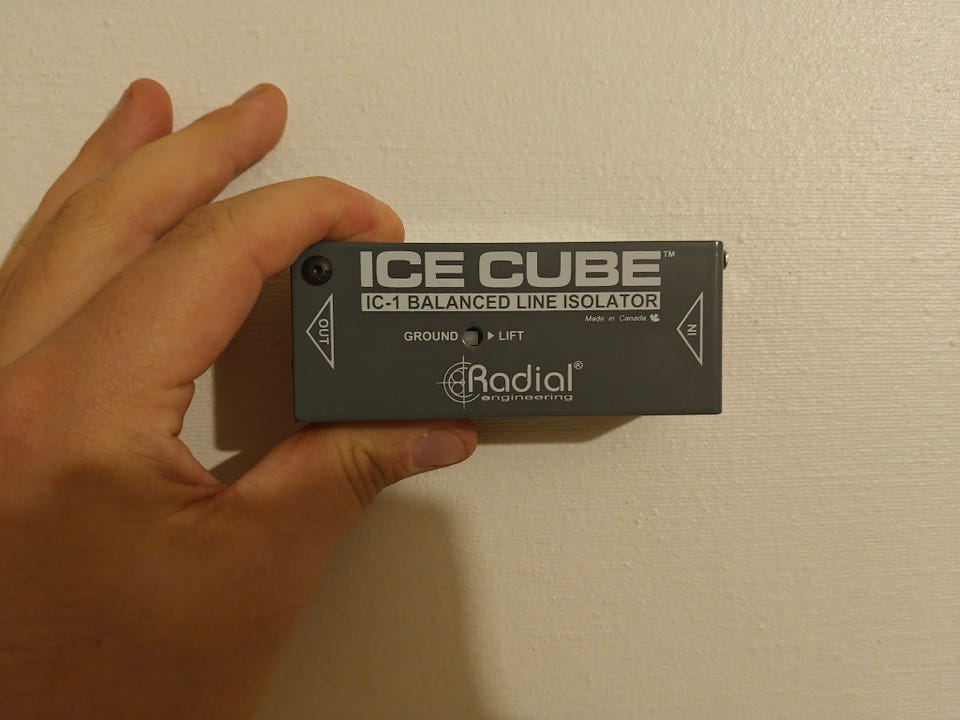 ICE CUBE™
IC-1 BALANCED LINE ISOLATOR
Made in Canada
OUT
GROUND ▶ LIFT
IN
Radial®
engineering